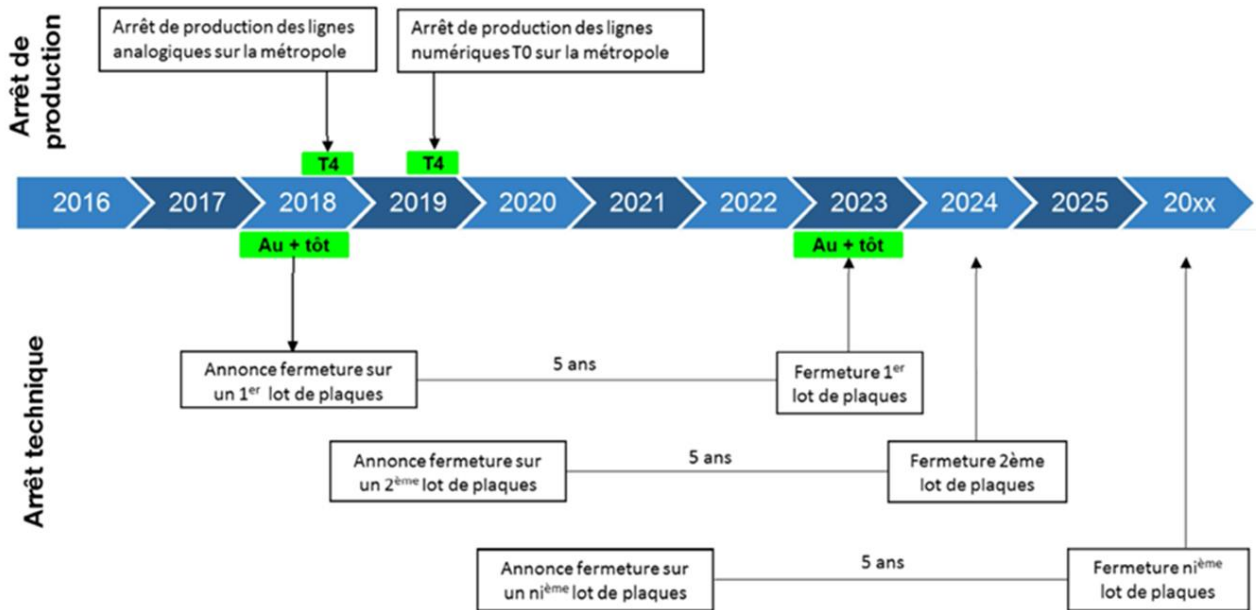 Arrêt de
production
Arrêt de production des lignes
analogiques sur la métropole
Arrêt de production des lignes
numériques T0 sur la métropole
T4
T4
2016
2017
2018
2019
2020
2021
2022
2023
2024
2025
20xx
Au + tôt
Au + tôt
Arrêt technique
Annonce fermeture sur
un 1er lot de plaques
5 ans
Fermeture 1er
lot de plaques
Annonce fermeture sur
un 2ème lot de plaques
5 ans
Fermeture 2ème
lot de plaques
Annonce fermeture sur
un nième lot de plaques
5 ans
Fermeture nième
lot de plaques